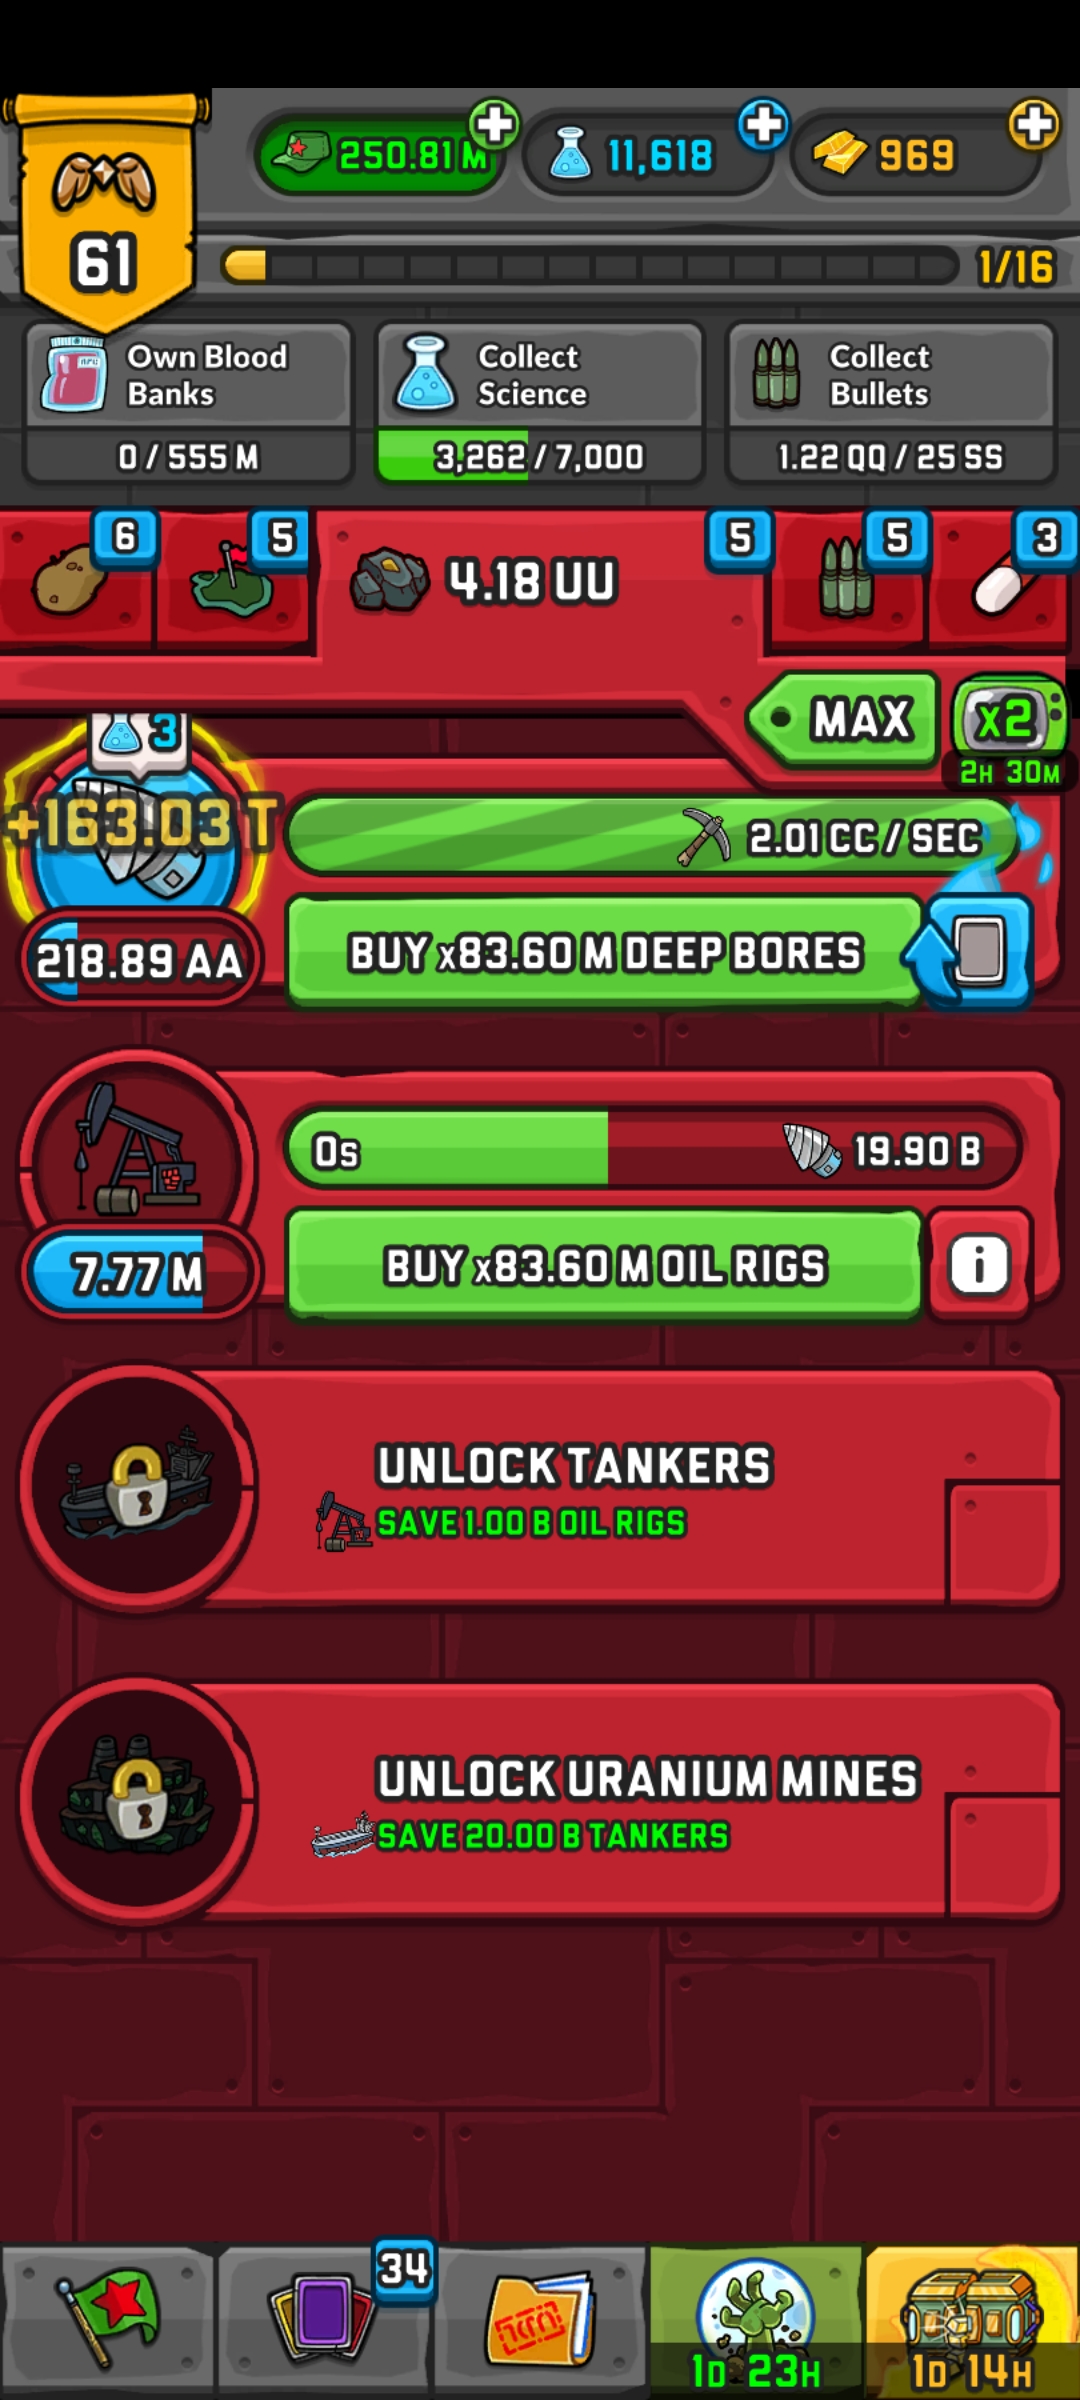 250.81 M
11,618
969
61
1/16
Own Blood
Banks
0 / 555 M
Collect
Science
3,262 / 7,000
Collect
Bullets
1.22 QQ / 25 SS
6
5
4.18 UU
5
5
3
MAX
x2
2H 30M
3
+163.03 T
2.01 CC / SEC
218.89 AA
BUY x83.60 M DEEP BORES
0s
19.90 B
7.77 M
BUY x83.60 M OIL RIGS
i
UNLOCK TANKERS
SAVE 1.00 B OIL RIGS
UNLOCK URANIUM MINES
SAVE 20.00 B TANKERS
34
1D 23H
1D 14H